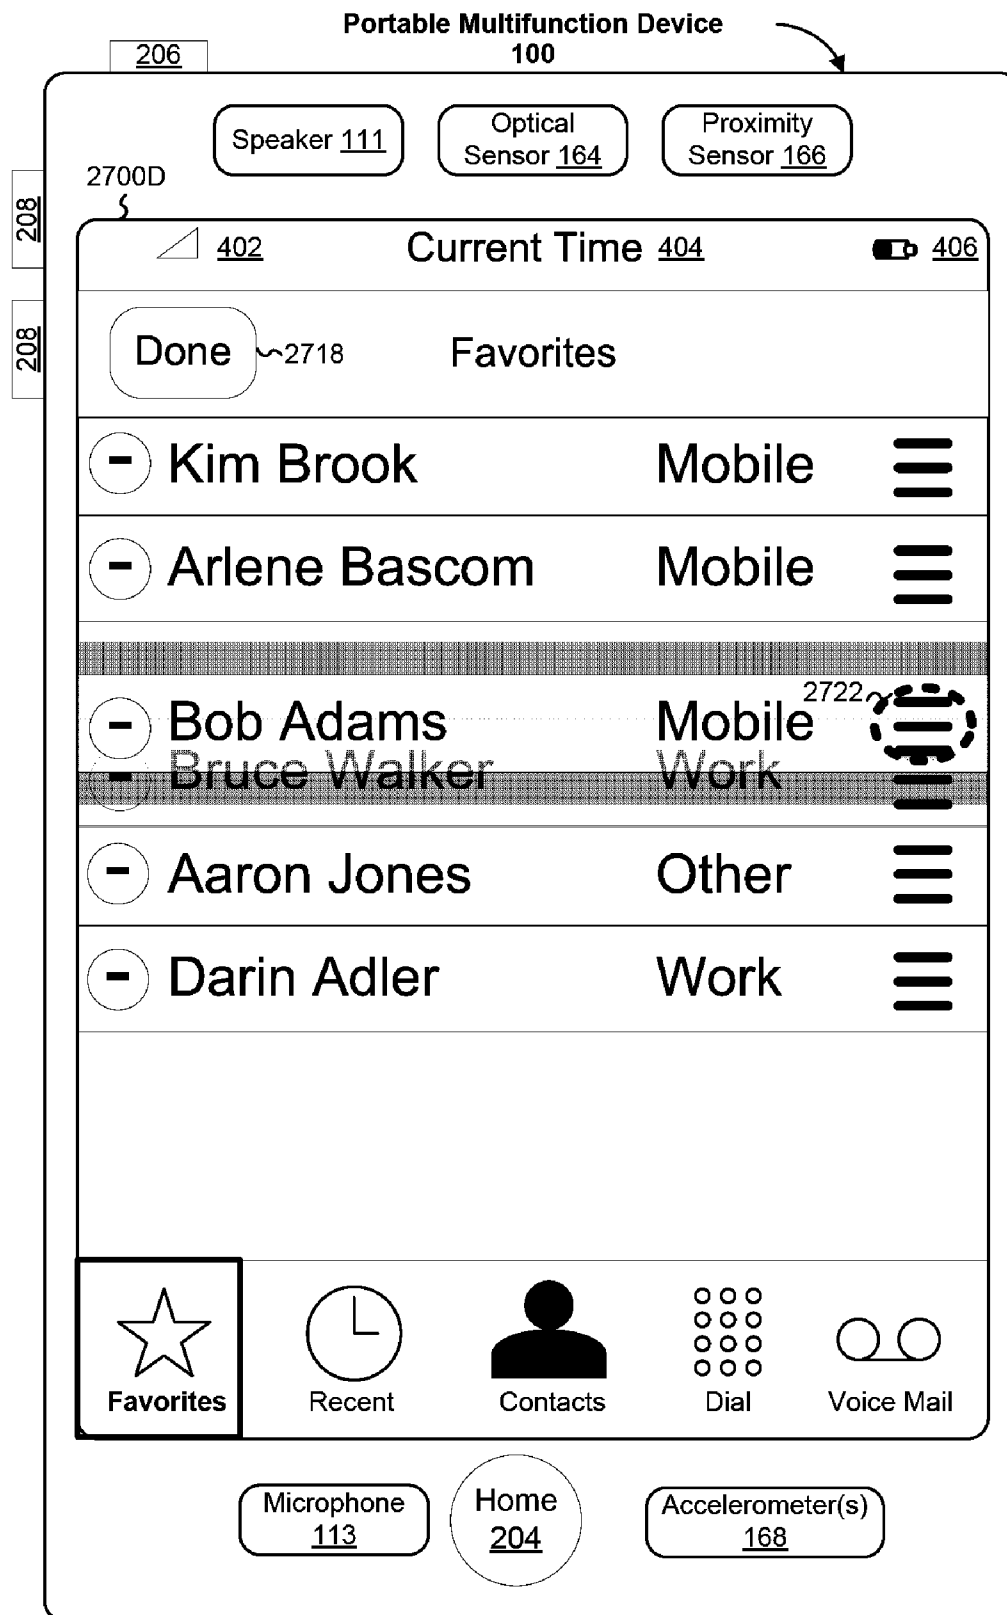 Portable Multifunction Device
100
206
Speaker 111
Optical
Sensor 164
Proximity
Sensor 166
2700D
208
208
402 Current Time 404 406
Done 2718 Favorites
- Kim Brook Mobile
- Arlene Bascom Mobile
2722
- Bob Adams Mobile
- Bruce Walker Work
- Aaron Jones Other
- Darin Adler Work
Favorites Recent Contacts Dial Voice Mail
Microphone
113
Home
204
Accelerometer(s)
168